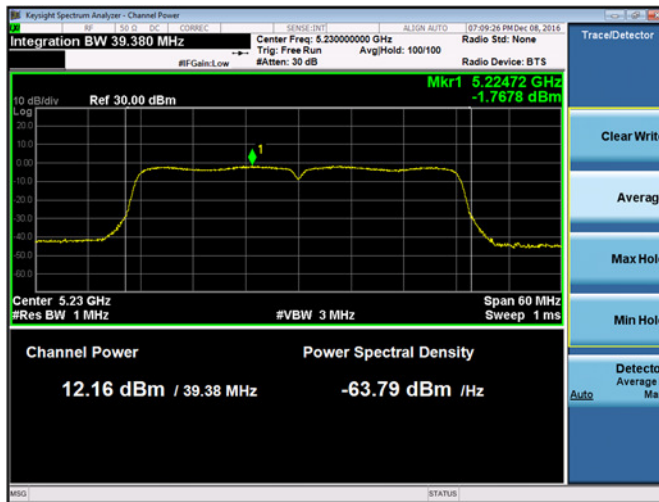 Keysight Spectrum Analyzer - Channel Power
RF 50 Ω DC CORREC SENSE:INT ALIGN AUTO 07:09:26 PM Dec 08, 2016
Integration BW 39.380 MHz Center Freq: 5.230000000 GHz Radio Std: None
Trig: Free Run Avg|Hold: 100/100
#IFGain:Low #Atten: 30 dB Radio Device: BTS
Trace/Detector
Mkr1 5.22472 GHz
-1.7678 dBm
10 dB/div Ref 30.00 dBm
Log
20.0
10.0
0.00
-10.0
-20.0
-30.0
-40.0
-50.0
-60.0
1
Center 5.23 GHz Span 60 MHz
#Res BW 1 MHz #VBW 3 MHz Sweep 1 ms
Channel Power Power Spectral Density
12.16 dBm / 39.38 MHz -63.79 dBm /Hz
Clear Writ
Averag
Max Hol
Min Hol
Detecto
Average
Auto Ma
MSG STATUS